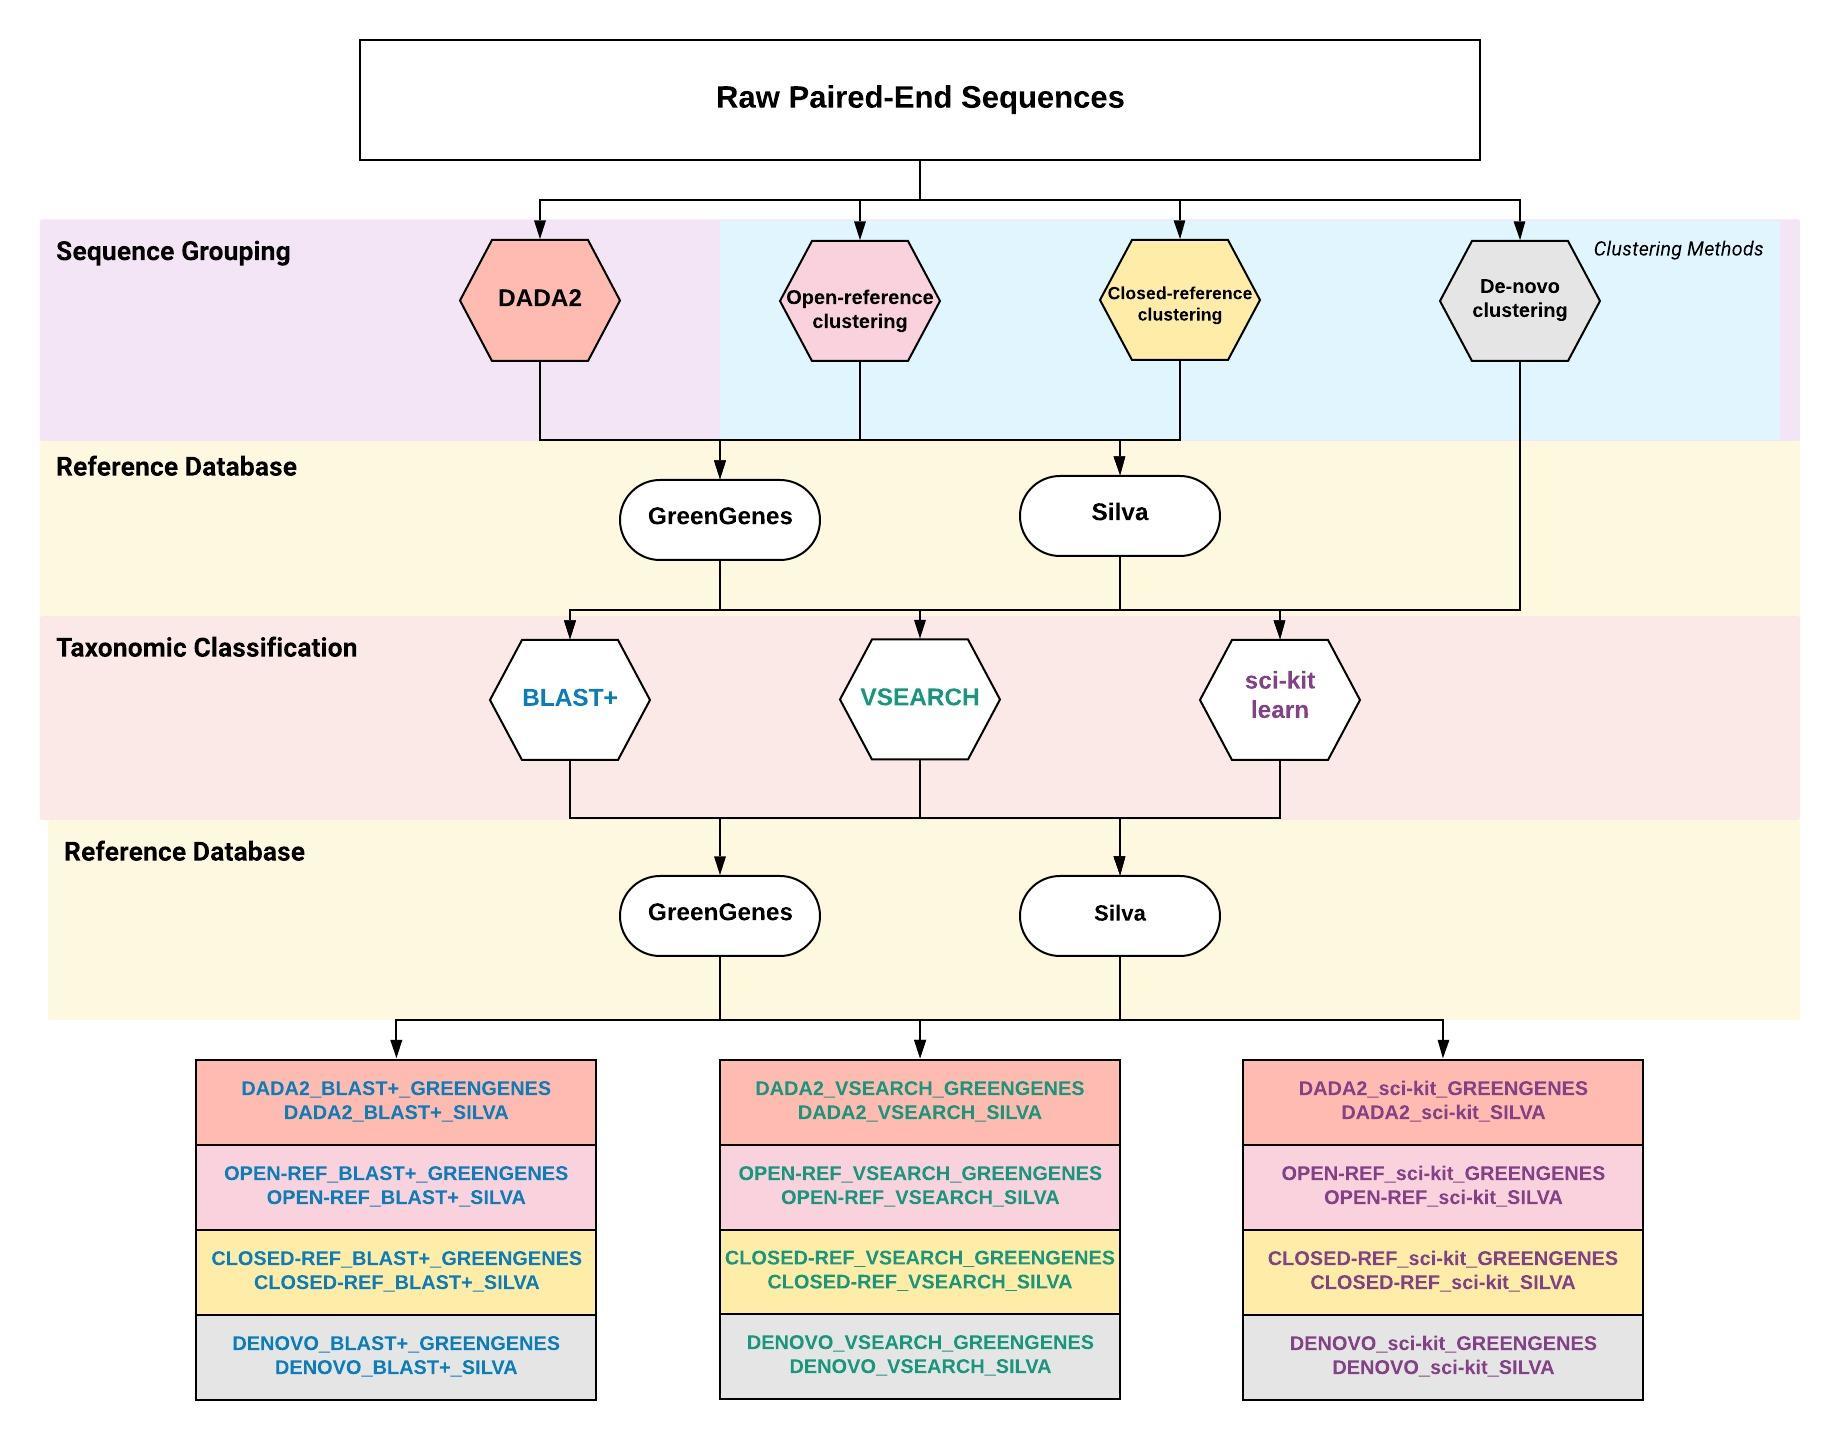 Raw Paired-End Sequences
Sequence Grouping
Clustering Methods
DADA2
Open-reference
clustering
Closed-reference
clustering
De-novo
clustering
Reference Database
GreenGenes
Silva
Taxonomic Classification
BLAST+
VSEARCH
sci-kit
learn
Reference Database
GreenGenes
Silva
DADA2_BLAST+_GREENGENES
DADA2_BLAST+_SILVA
OPEN-REF_BLAST+_GREENGENES
OPEN-REF_BLAST+_SILVA
CLOSED-REF_BLAST+_GREENGENES
CLOSED-REF_BLAST+_SILVA
DENOVO_BLAST+_GREENGENES
DENOVO_BLAST+_SILVA
DADA2_VSEARCH_GREENGENES
DADA2_VSEARCH_SILVA
OPEN-REF_VSEARCH_GREENGENES
OPEN-REF_VSEARCH_SILVA
CLOSED-REF_VSEARCH_GREENGENES
CLOSED-REF_VSEARCH_SILVA
DENOVO_VSEARCH_GREENGENES
DENOVO_VSEARCH_SILVA
DADA2_sci-kit_GREENGENES
DADA2_sci-kit_SILVA
OPEN-REF_sci-kit_GREENGENES
OPEN-REF_sci-kit_SILVA
CLOSED-REF_sci-kit_GREENGENES
CLOSED-REF_sci-kit_SILVA
DENOVO_sci-kit_GREENGENES
DENOVO_sci-kit_SILVA